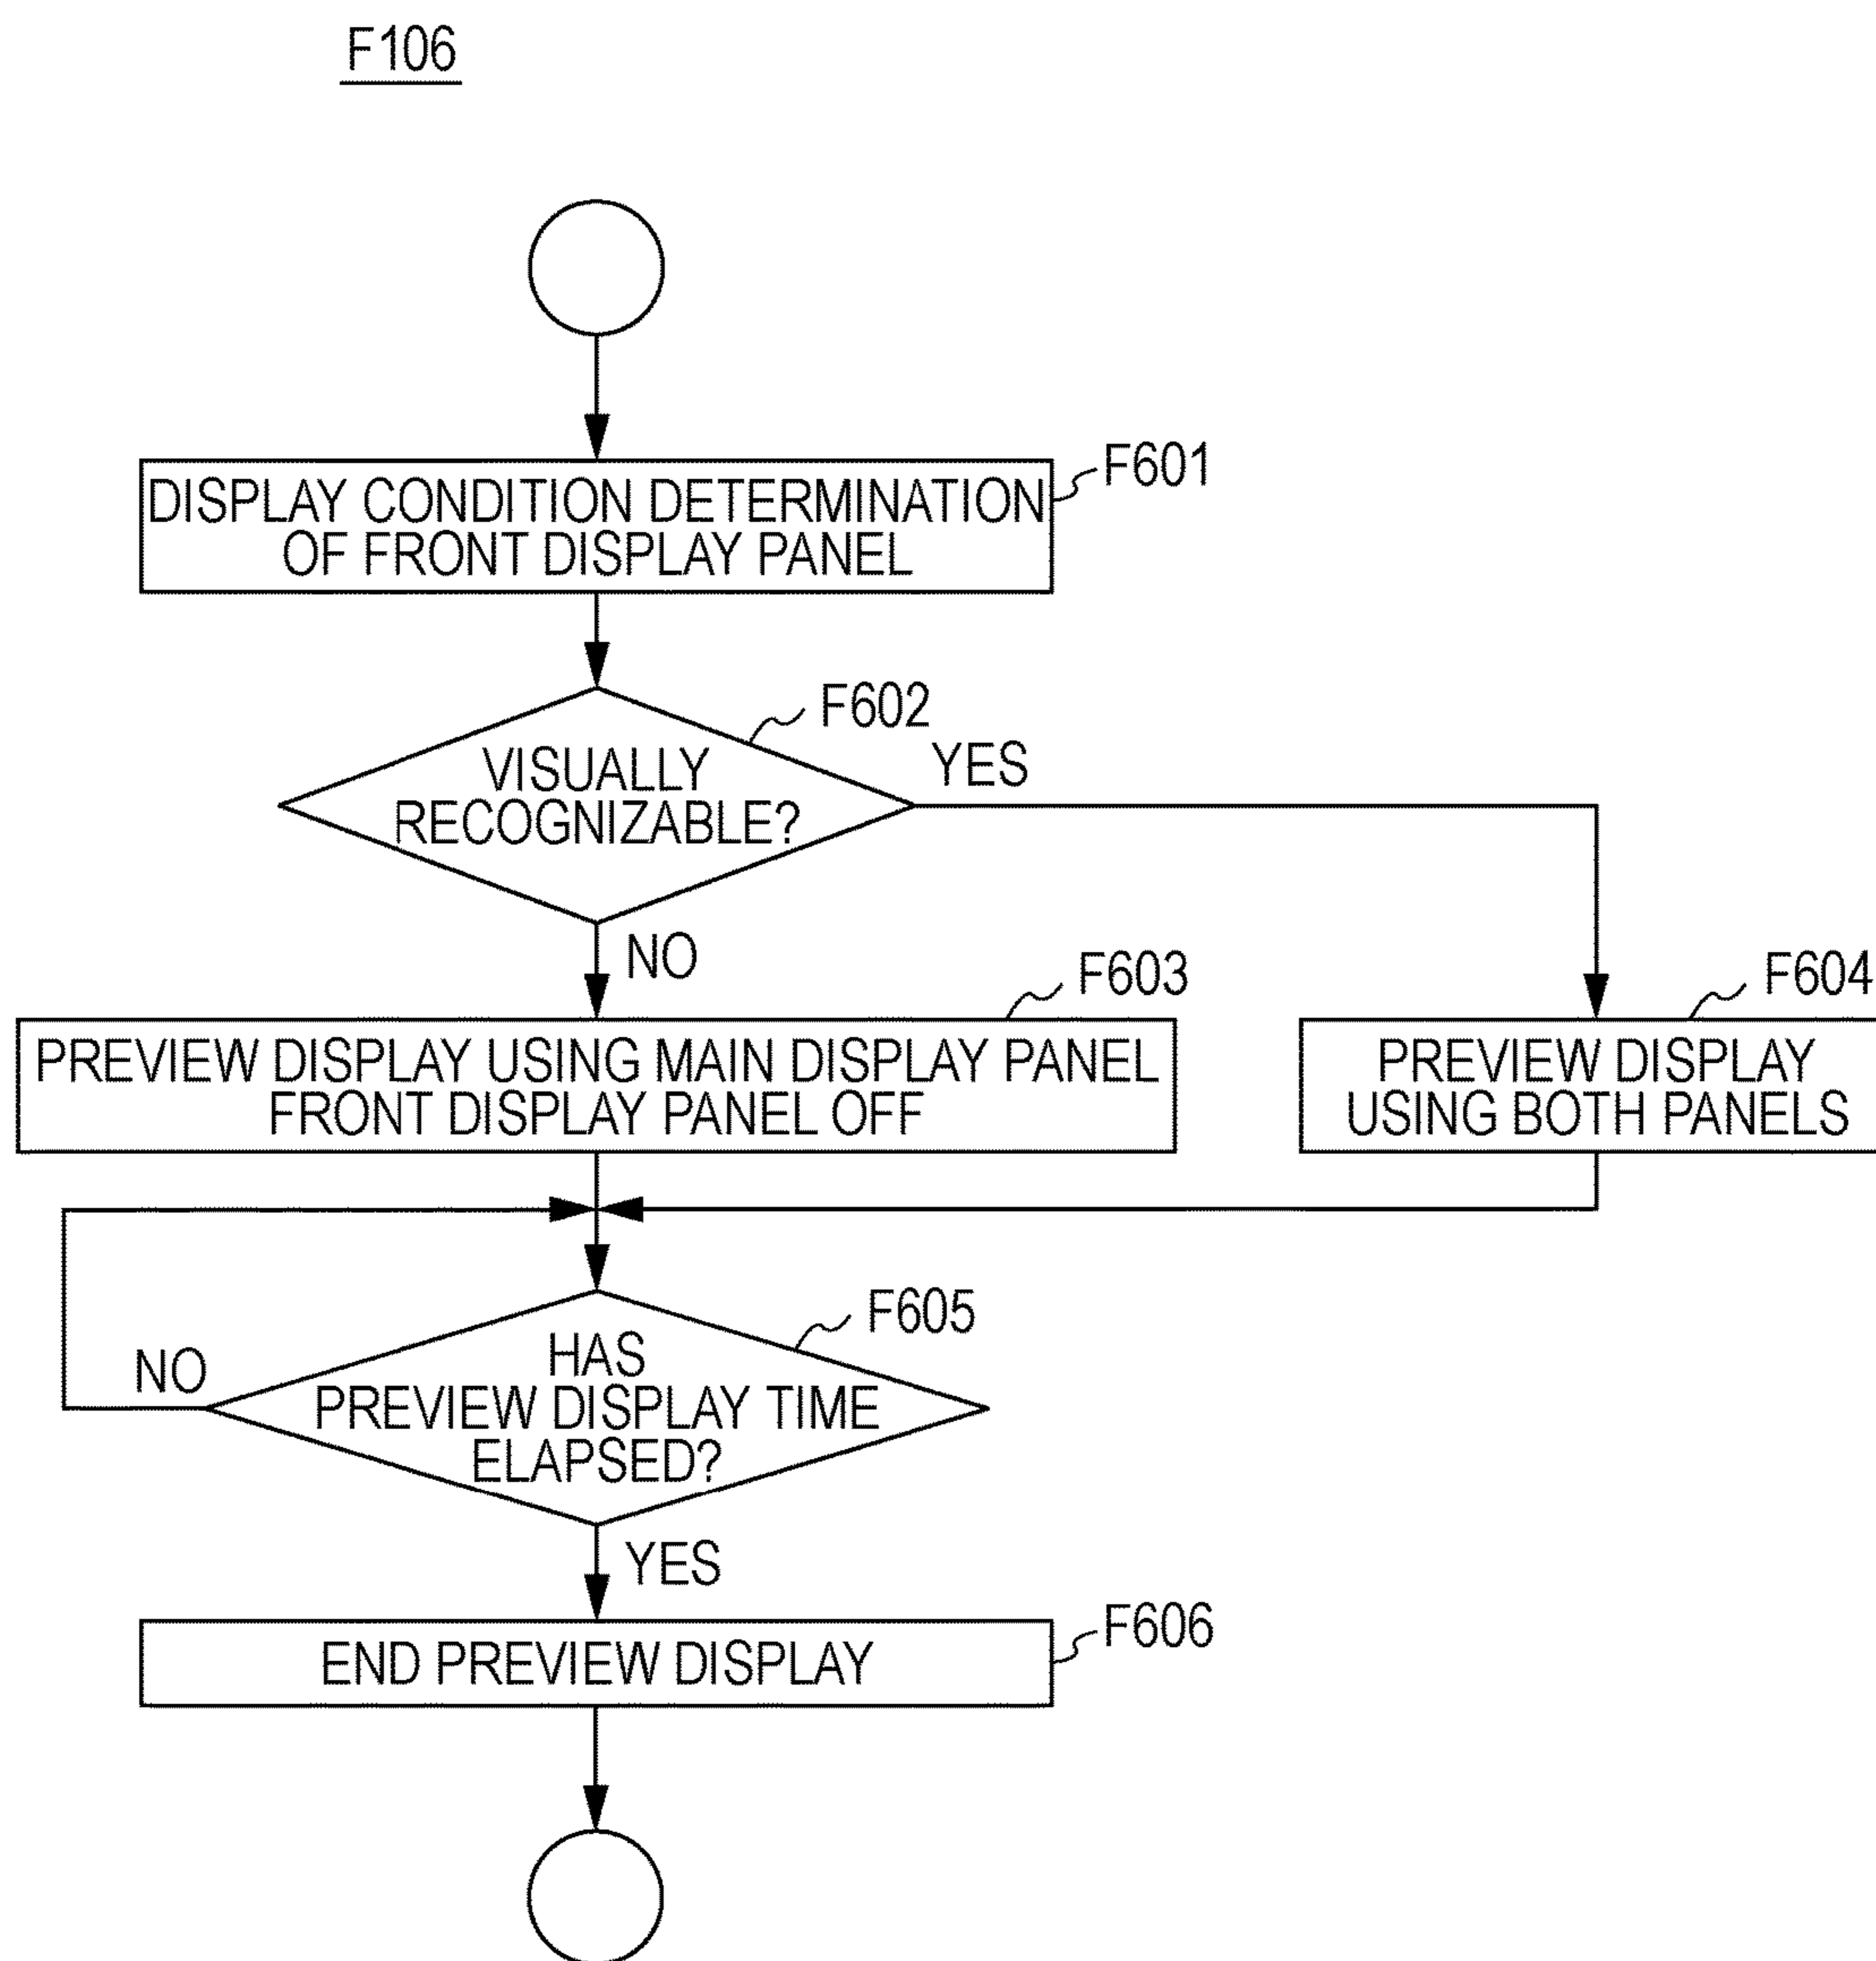 F106
F601
DISPLAY CONDITION DETERMINATION
OF FRONT DISPLAY PANEL
F602
VISUALLY
RECOGNIZABLE?
YES
NO
F603
PREVIEW DISPLAY USING MAIN DISPLAY PANEL
FRONT DISPLAY PANEL OFF
F604
PREVIEW DISPLAY
USING BOTH PANELS
F605
HAS
PREVIEW DISPLAY TIME
ELAPSED?
NO
YES
F606
END PREVIEW DISPLAY